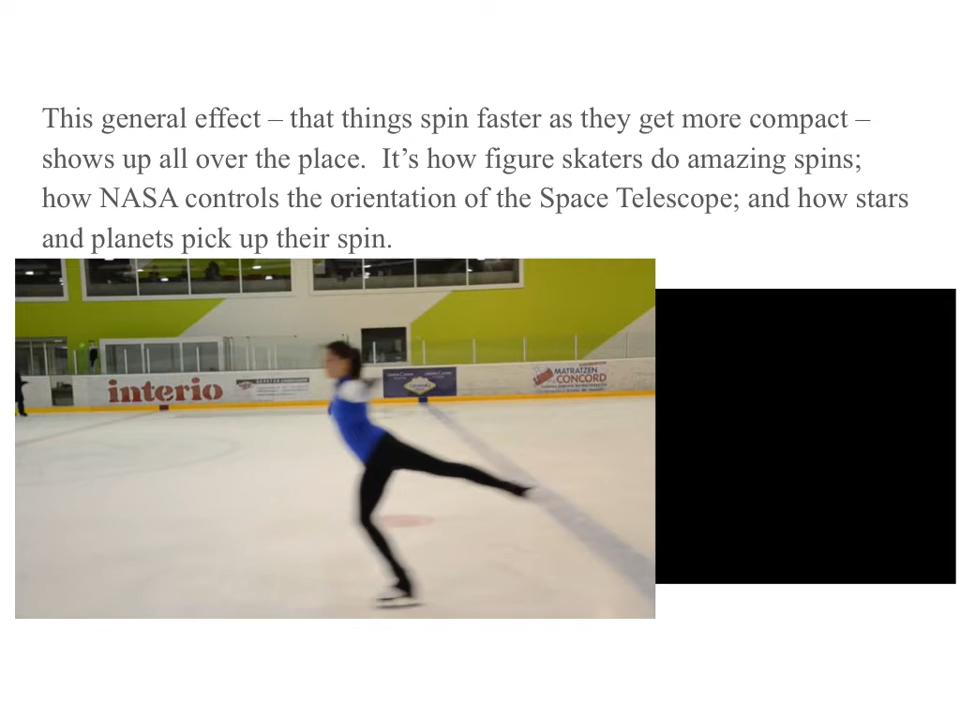 This general effect – that things spin faster as they get more compact –
shows up all over the place.  It’s how figure skaters do amazing spins;
how NASA controls the orientation of the Space Telescope; and how stars
and planets pick up their spin.
interio
MATRATZEN
CONCORD